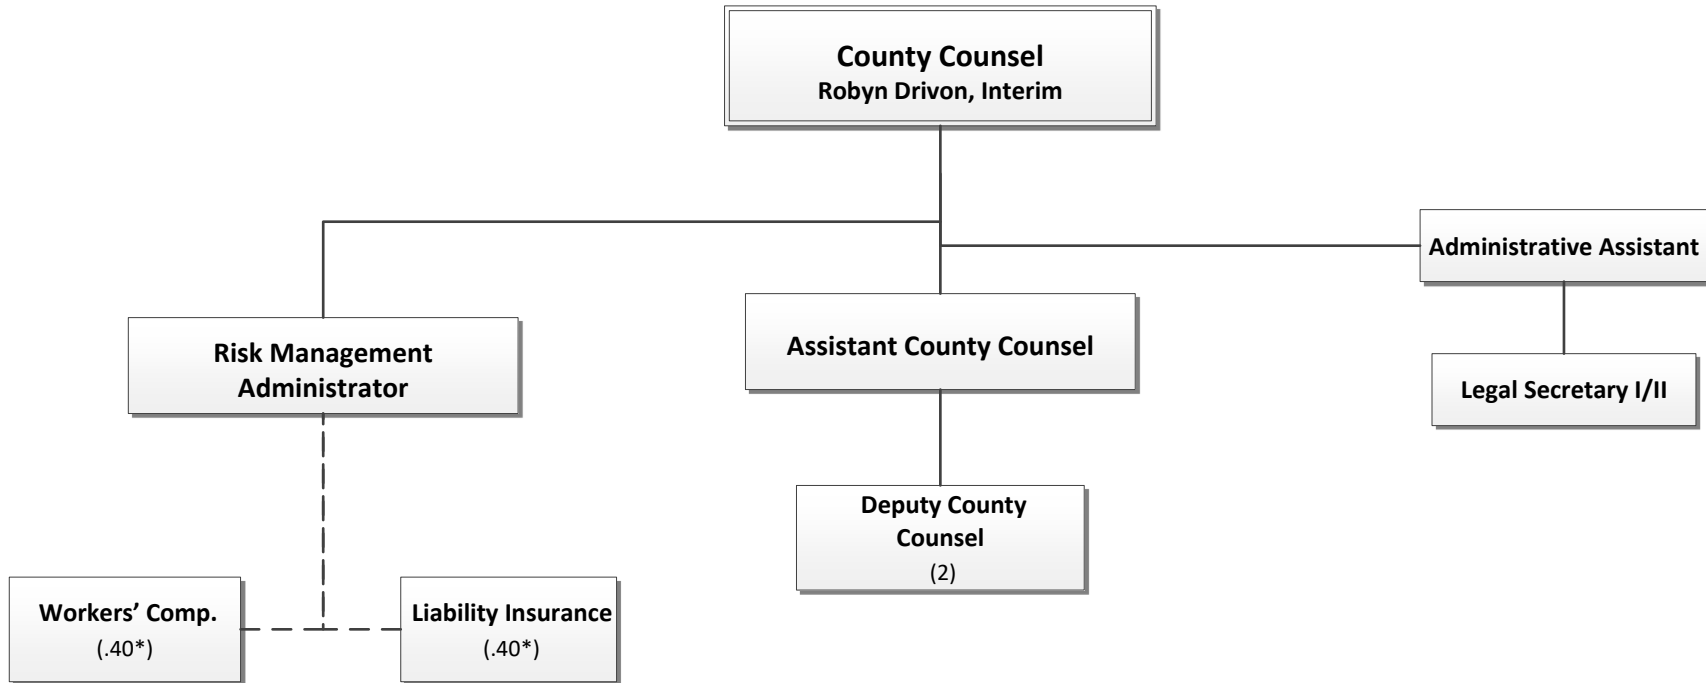 County Counsel
Robyn Drivon, Interim
Administrative Assistant
Risk Management
Administrator
Assistant County Counsel
Legal Secretary I/II
Deputy County
Counsel
(2)
Workers’ Comp.
(.40*)
Liability Insurance
(.40*)